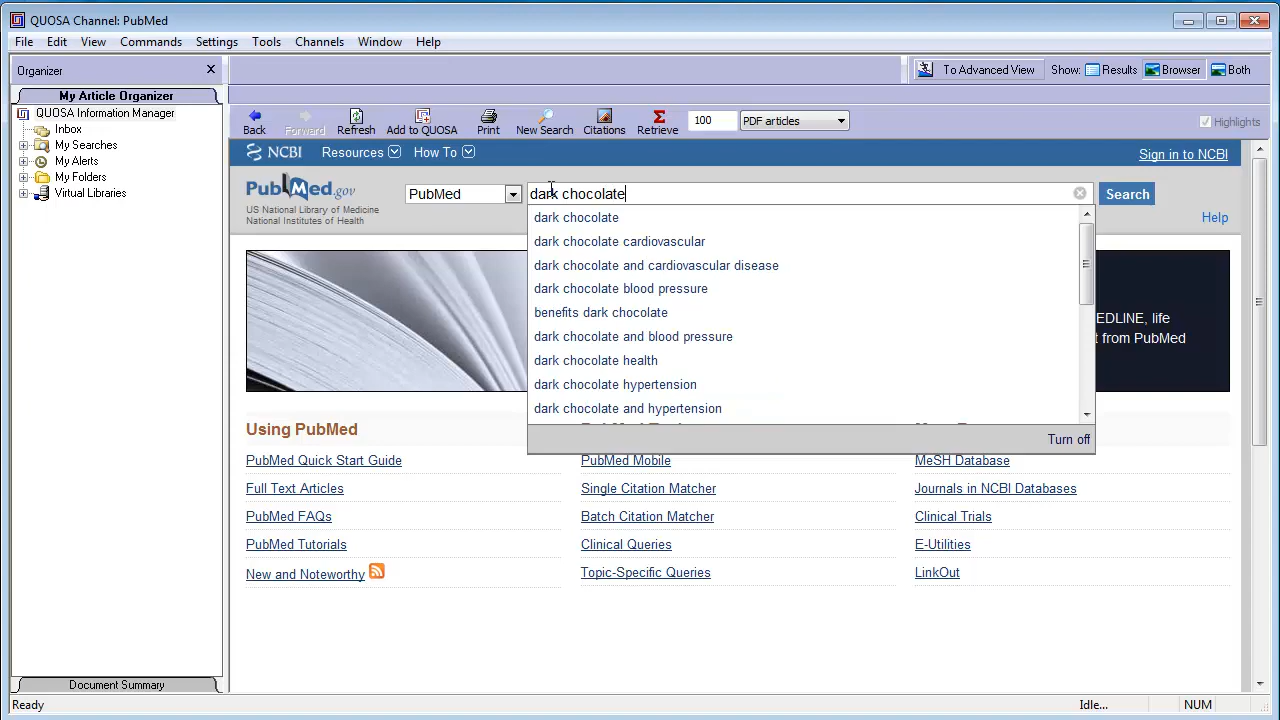 QUOSA Channel: PubMed
File Edit View Commands Settings Tools Channels Window Help
Organizer X
To Advanced View Show: Results Browser Both
My Article Organizer
QUOSA Information Manager
Inbox
My Searches
My Alerts
My Folders
Virtual Libraries
Document Summary
Back Forward Refresh Add to QUOSA Print New Search Citations Retrieve 100 PDF articles Highlights
NCBI Resources How To Sign in to NCBI
PubMed.gov
US National Library of Medicine
National Institutes of Health
PubMed dark chocolate Search
Help
dark chocolate
dark chocolate cardiovascular
dark chocolate and cardiovascular disease
dark chocolate blood pressure
benefits dark chocolate
dark chocolate and blood pressure
dark chocolate health
dark chocolate hypertension
dark chocolate and hypertension
Turn off
EDLINE, life
t from PubMed
Using PubMed
PubMed Quick Start Guide
Full Text Articles
PubMed FAQs
PubMed Tutorials
New and Noteworthy
PubMed Mobile
Single Citation Matcher
Batch Citation Matcher
Clinical Queries
Topic-Specific Queries
MeSH Database
Journals in NCBI Databases
Clinical Trials
E-Utilities
LinkOut
Ready Idle... NUM